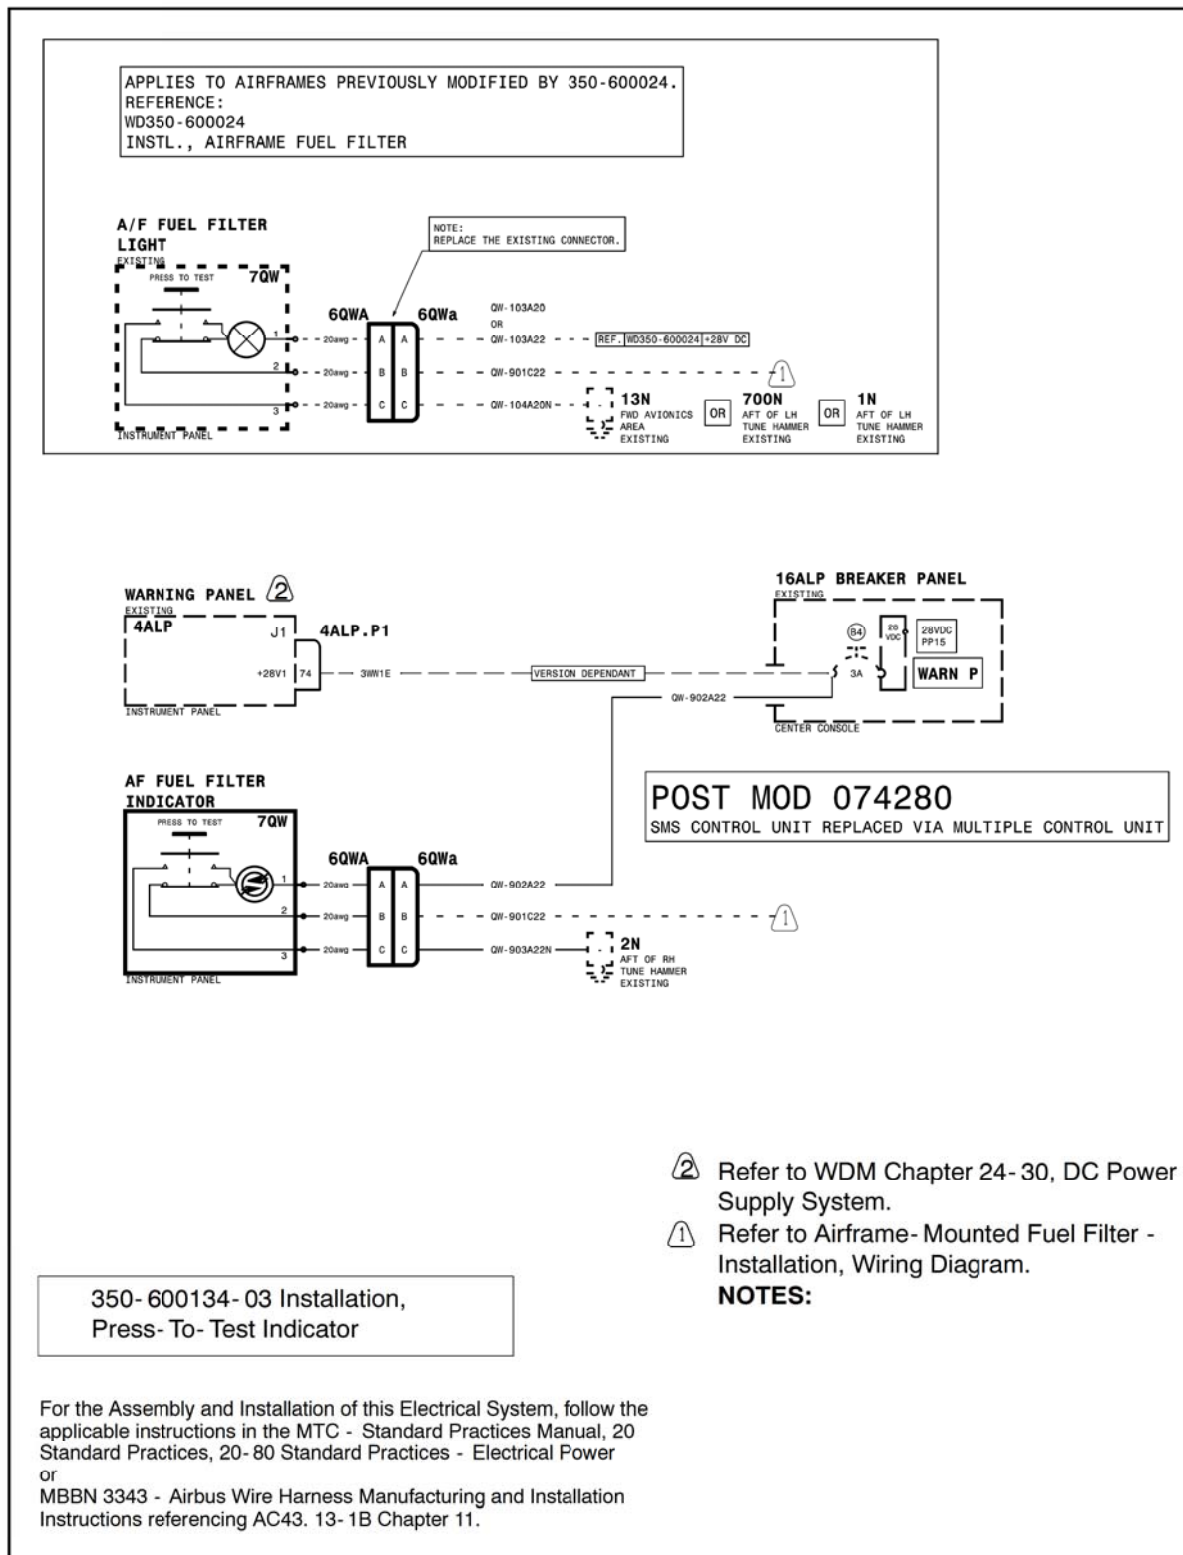 APPLIES TO AIRFRAMES PREVIOUSLY MODIFIED BY 350-600024.
REFERENCE:
WD350-600024
INSTL., AIRFRAME FUEL FILTER
A/F FUEL FILTER
LIGHT
EXISTING
PRESS TO TEST
7QW
1
2
3
INSTRUMENT PANEL
NOTE:
REPLACE THE EXISTING CONNECTOR.
6QWA
6QWa
20awg
A
A
QW-103A20
OR
QW-103A22
REF. WD350-600024 +28V DC
20awg
B
B
QW-901C22
1
20awg
C
C
QW-104A20N
-
13N
FWD AVIONICS
AREA
EXISTING
OR
700N
AFT OF LH
TUNE HAMMER
EXISTING
OR
1N
AFT OF LH
TUNE HAMMER
EXISTING
WARNING PANEL
2
EXISTING
4ALP
J1
4ALP.P1
+28V1
74
3WW1E
VERSION DEPENDANT
INSTRUMENT PANEL
16ALP BREAKER PANEL
EXISTING
B4
3A
28
VDC
28VDC
PP15
WARN P
QW-902A22
CENTER CONSOLE
AF FUEL FILTER
INDICATOR
PRESS TO TEST
7QW
1
2
3
INSTRUMENT PANEL
6QWA
6QWa
20awg
A
A
QW-902A22
20awg
B
B
QW-901C22
1
20awg
C
C
QW-903A22N
-
2N
AFT OF RH
TUNE HAMMER
EXISTING
POST MOD 074280
SMS CONTROL UNIT REPLACED VIA MULTIPLE CONTROL UNIT
2 Refer to WDM Chapter 24-30, DC Power
Supply System.
1 Refer to Airframe-Mounted Fuel Filter -
Installation, Wiring Diagram.
NOTES:
350-600134-03 Installation,
Press-To-Test Indicator
For the Assembly and Installation of this Electrical System, follow the
applicable instructions in the MTC - Standard Practices Manual, 20
Standard Practices, 20-80 Standard Practices - Electrical Power
or
MBBN 3343 - Airbus Wire Harness Manufacturing and Installation
Instructions referencing AC43. 13-1B Chapter 11.